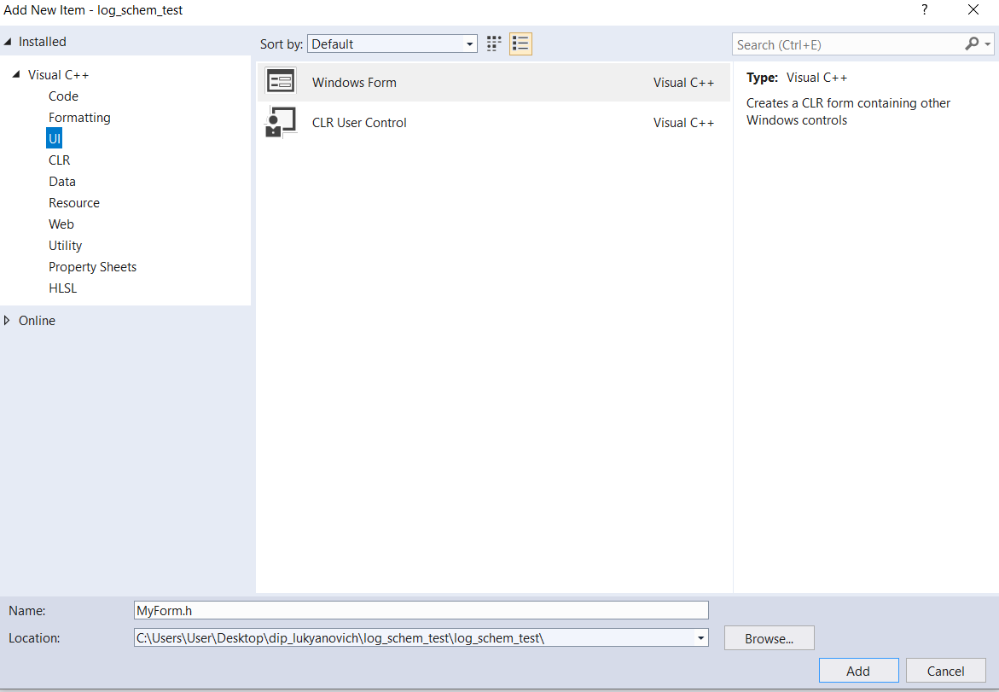 Add New Item - log_schem_test
?
Installed
Sort by: Default
Search (Ctrl+E)
Visual C++
Code
Formatting
UI
CLR
Data
Resource
Web
Utility
Property Sheets
HLSL
Online
Windows Form Visual C++
CLR User Control Visual C++
Type: Visual C++
Creates a CLR form containing other
Windows controls
Name: MyForm.h
Location: C:\Users\User\Desktop\dip_lukyanovich\log_schem_test\log_schem_test\
Browse...
Add Cancel